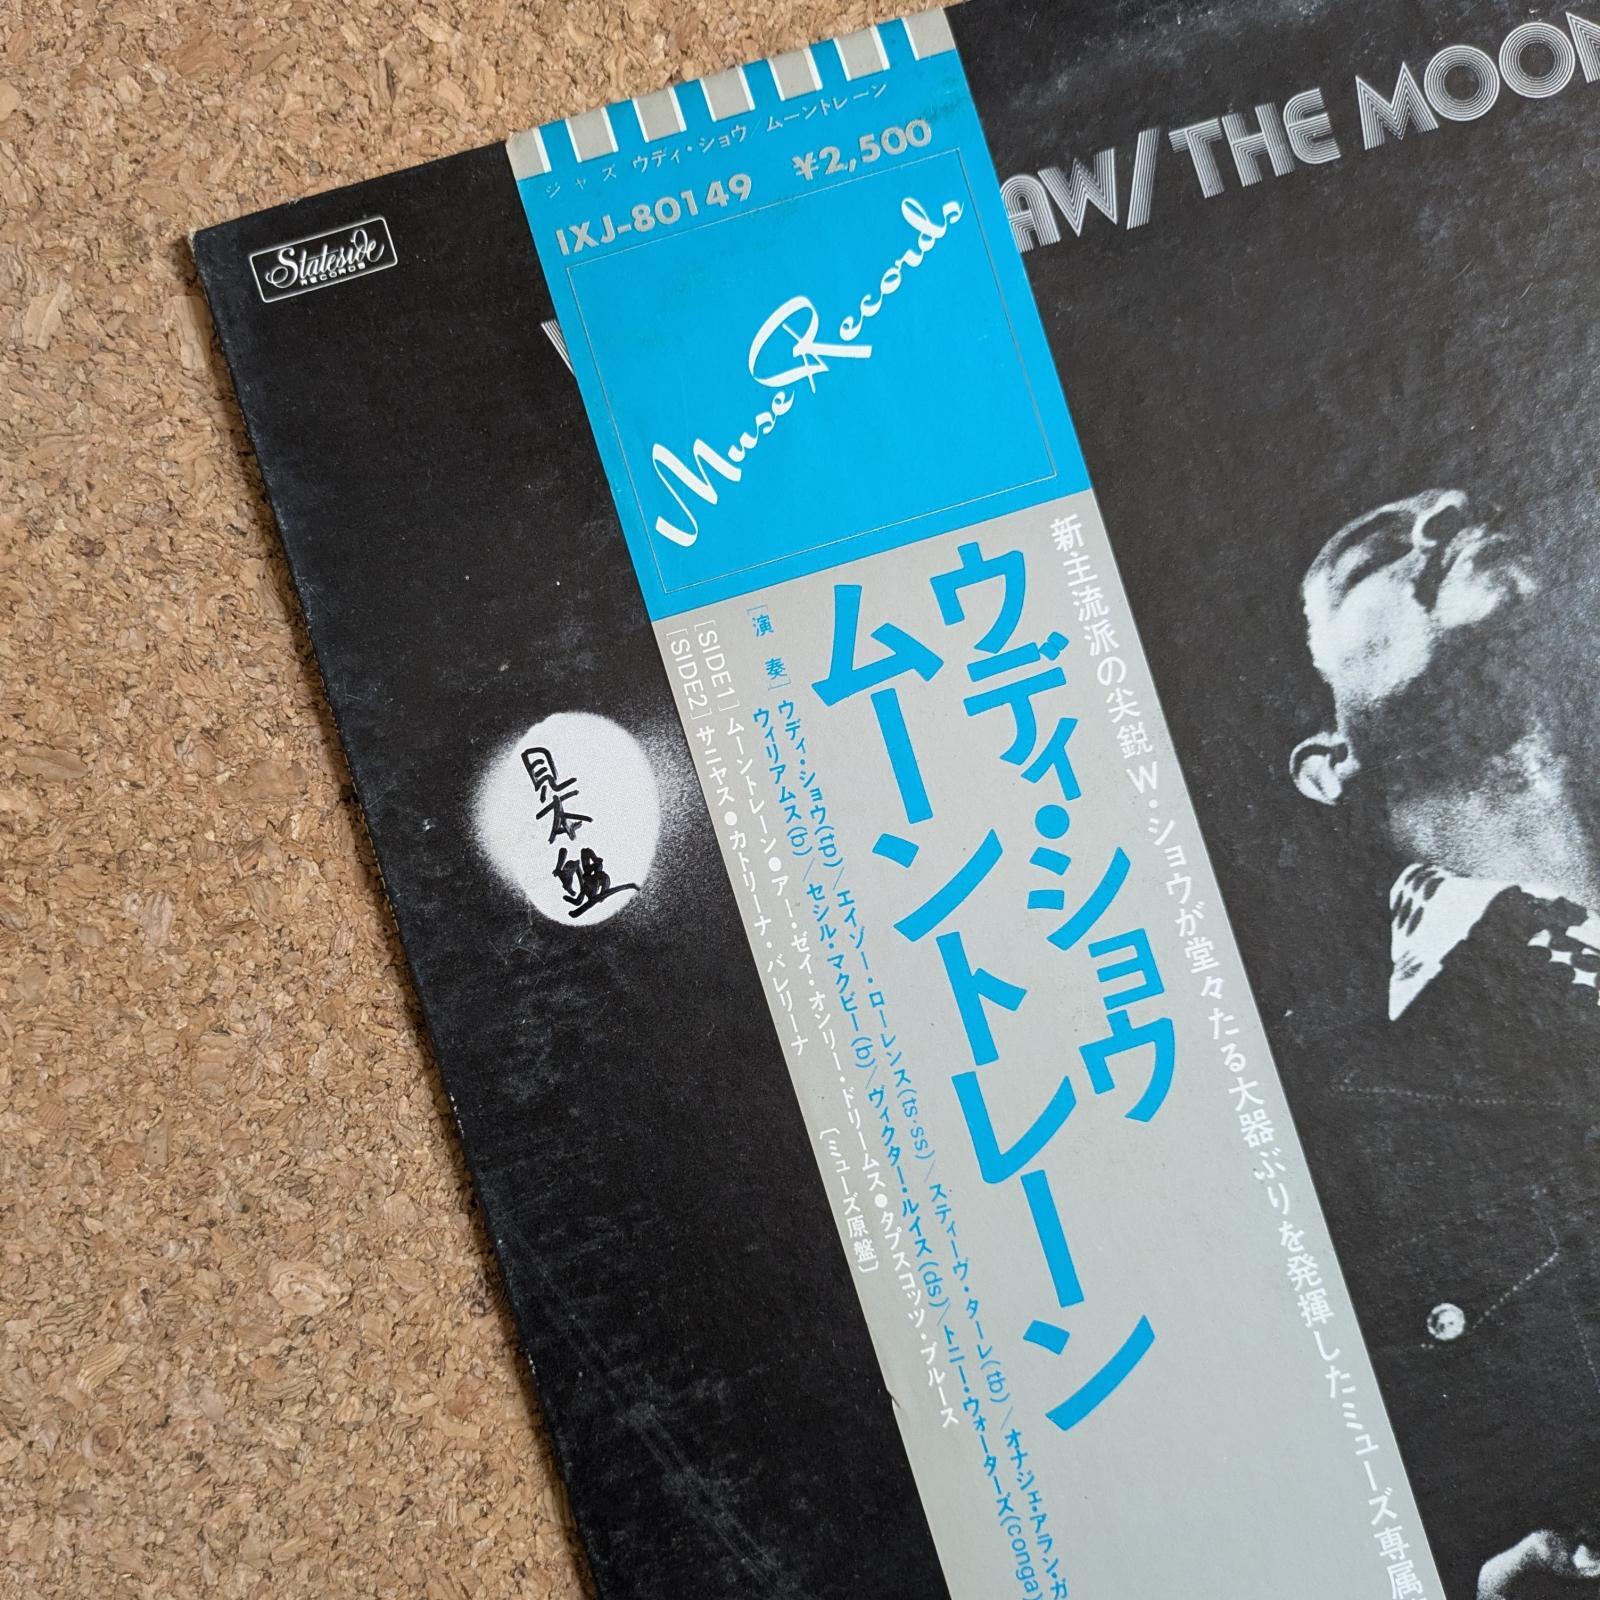 Stateside
RECORDS
AW/THE MOON
ジャズ ウディ・ショウ/ムーントレーン
IXJ-80149 ¥2,500
Muse Records
新主流派の尖鋭W・ショウが堂々たる大器ぶりを発揮したミューズ専属
ウディ・ショウ
ムーントレーン
[演奏] ウディ・ショウ(tp)/エイゾー・ローレンス(ts・ss)/スティーヴ・ターレ(tb)/オナジェ・アラン・ガ
ウィリアムス(b)/セシル・マクビー(b)/ヴィクター・ルイス(ds)/トニー・ウォーターズ(conga)
[SIDE1] ムーントレーン●アー・ゼイ・オンリー・ドリームス●タプスコッツ・ブルース
[SIDE2] サニヤス●カトリーナ・バレリーナ
[ミューズ原盤]
見本盤